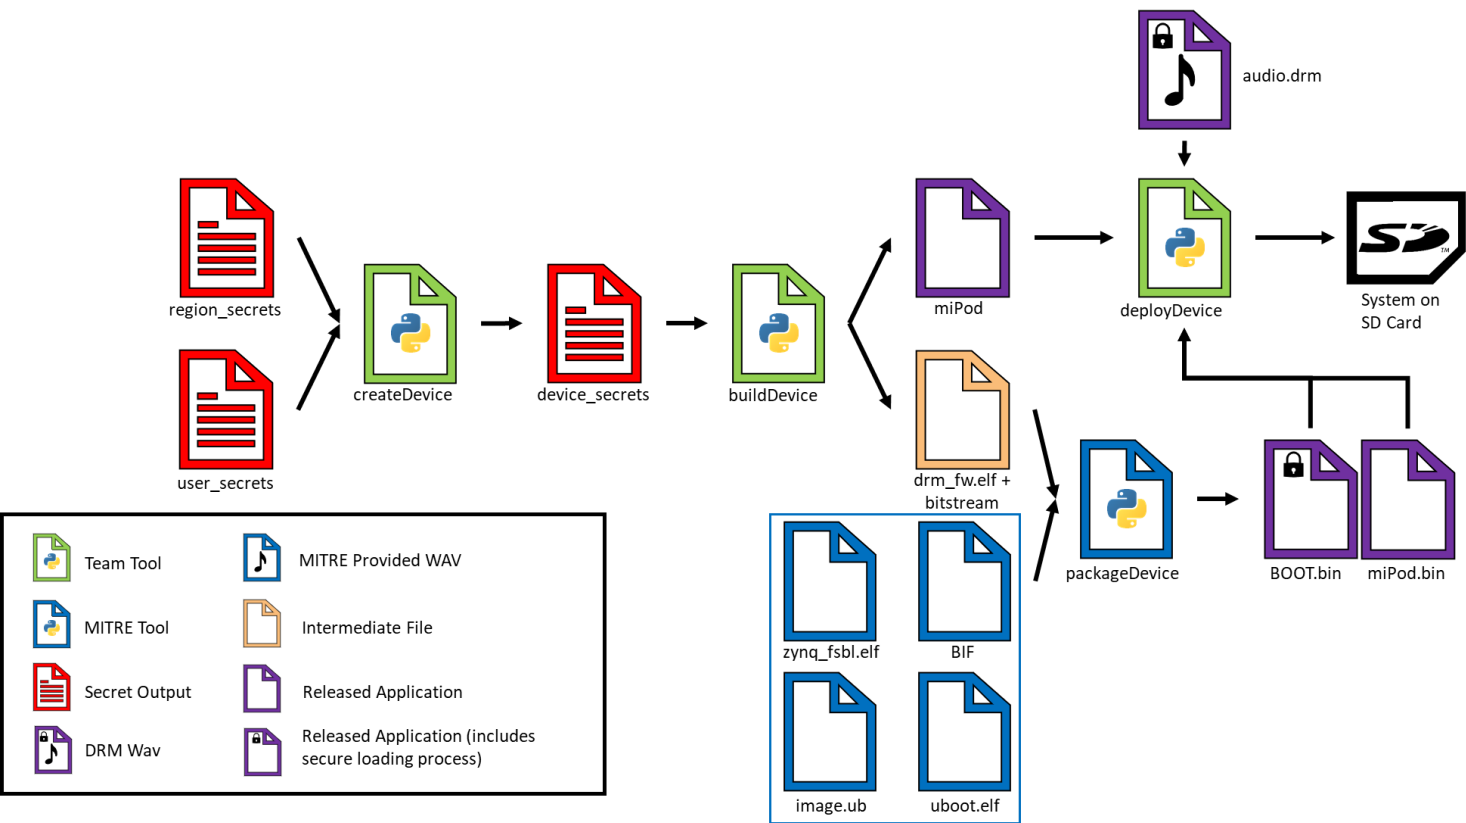 audio.drm
region_secrets
user_secrets
createDevice
device_secrets
buildDevice
miPod
drm_fw.elf +
bitstream
deployDevice
SD
TM
System on
SD Card
packageDevice
BOOT.bin
miPod.bin
zynq_fsbl.elf
BIF
image.ub
uboot.elf
Team Tool
MITRE Provided WAV
MITRE Tool
Intermediate File
Secret Output
Released Application
DRM Wav
Released Application (includes
secure loading process)